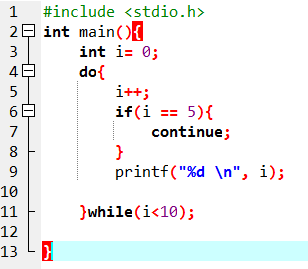 1 #include <stdio.h>
2 int main(){
3 int i= 0;
4 do{
5 i++;
6 if(i == 5){
7 continue;
8 }
9 printf("%d \n", i);
10
11 }while(i<10);
12
13 }